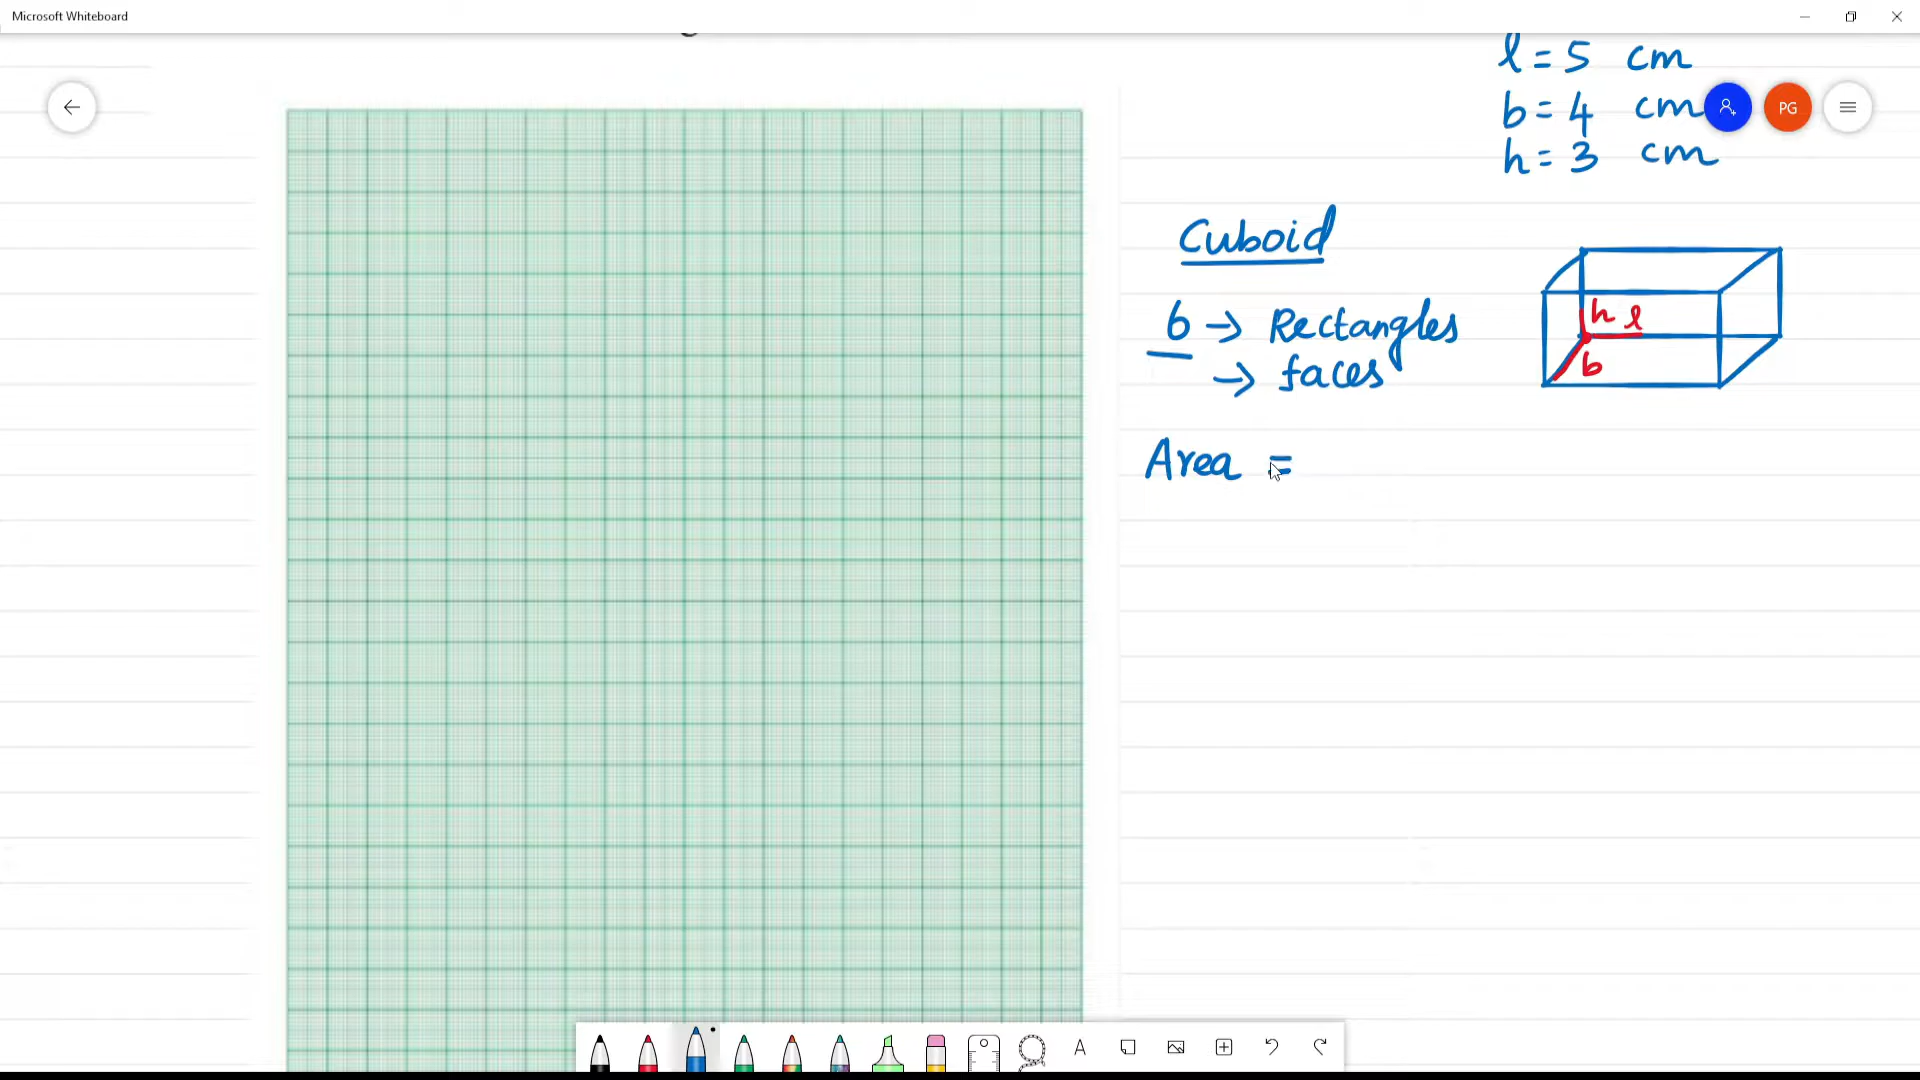 Microsoft Whiteboard
l = 5 cm
b = 4 cm
h = 3 cm
PG
Cuboid
6 → Rectangles
→ faces
h l
b
Area =
A